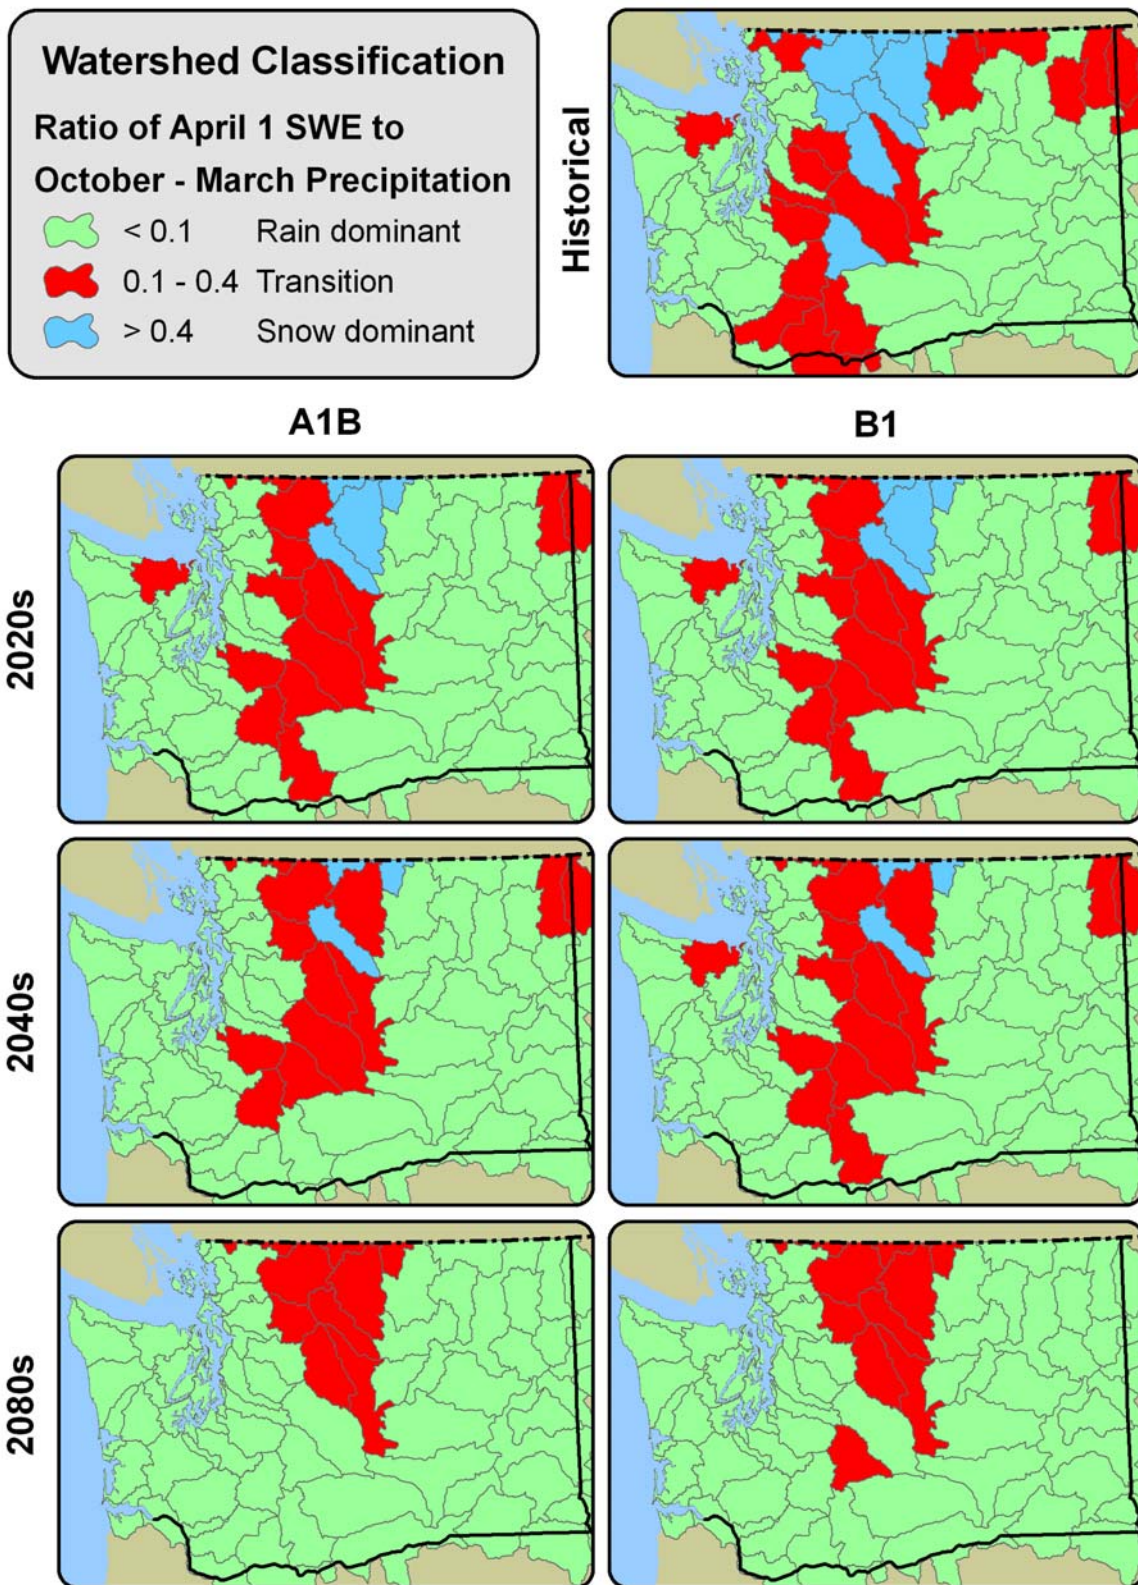 Watershed Classification
Ratio of April 1 SWE to
October - March Precipitation
< 0.1 Rain dominant
0.1 - 0.4 Transition
> 0.4 Snow dominant
Historical
A1B
B1
2020s
2040s
2080s